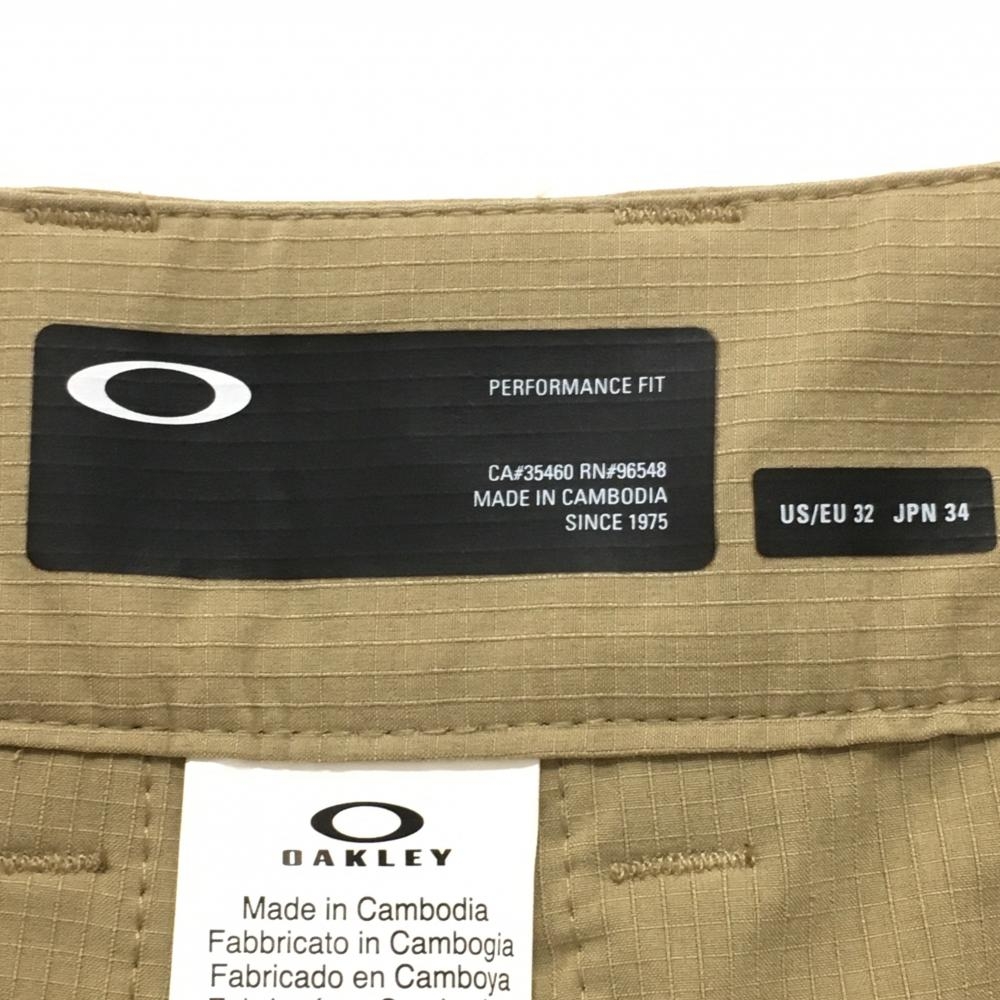 PERFORMANCE FIT
CA#35460 RN#96548
MADE IN CAMBODIA
SINCE 1975
US/EU 32 JPN 34
OAKLEY
Made in Cambodia
Fabbricato in Cambogia
Fabricado en Camboya